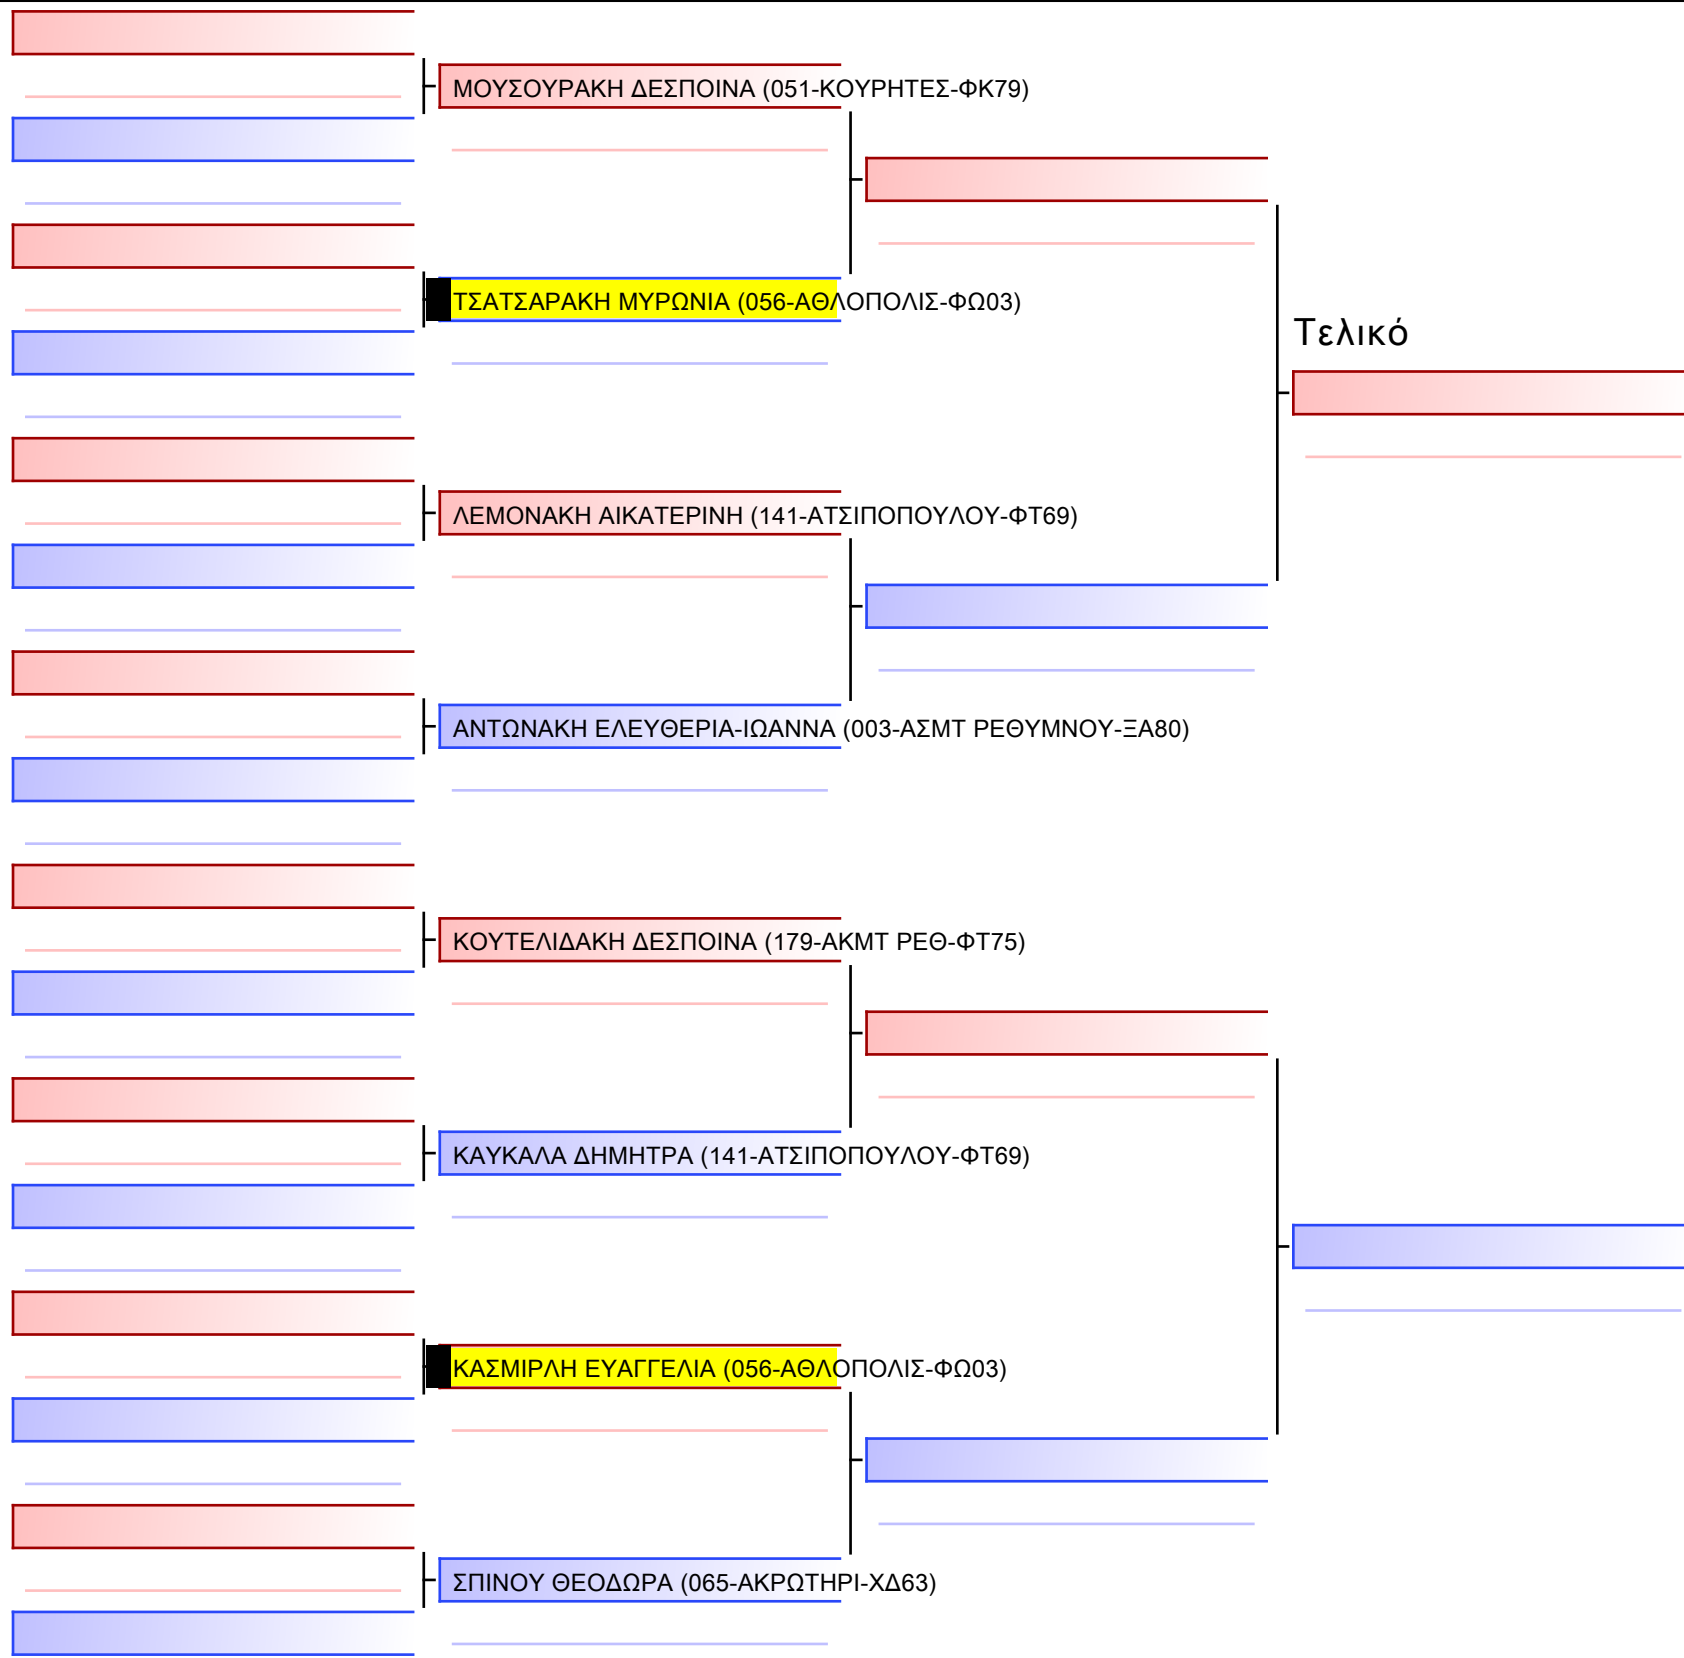 ΜΟΥΣΟΥΡΑΚΗ ΔΕΣΠΟΙΝΑ (051-ΚΟΥΡΗΤΕΣ-ΦΚ79)
ΤΣΑΤΣΑΡΑΚΗ ΜΥΡΩΝΙΑ (056-ΑΘΛΟΠΟΛΙΣ-ΦΩ03)
Τελικό
ΛΕΜΟΝΑΚΗ ΑΙΚΑΤΕΡΙΝΗ (141-ΑΤΣΙΠΟΠΟΥΛΟΥ-ΦΤ69)
ΑΝΤΩΝΑΚΗ ΕΛΕΥΘΕΡΙΑ-ΙΩΑΝΝΑ (003-ΑΣΜΤ ΡΕΘΥΜΝΟΥ-ΞΑ80)
ΚΟΥΤΕΛΙΔΑΚΗ ΔΕΣΠΟΙΝΑ (179-ΑΚΜΤ ΡΕΘ-ΦΤ75)
ΚΑΥΚΑΛΑ ΔΗΜΗΤΡΑ (141-ΑΤΣΙΠΟΠΟΥΛΟΥ-ΦΤ69)
ΚΑΣΜΙΡΛΗ ΕΥΑΓΓΕΛΙΑ (056-ΑΘΛΟΠΟΛΙΣ-ΦΩ03)
ΣΠΙΝΟΥ ΘΕΟΔΩΡΑ (065-ΑΚΡΩΤΗΡΙ-ΧΔ63)